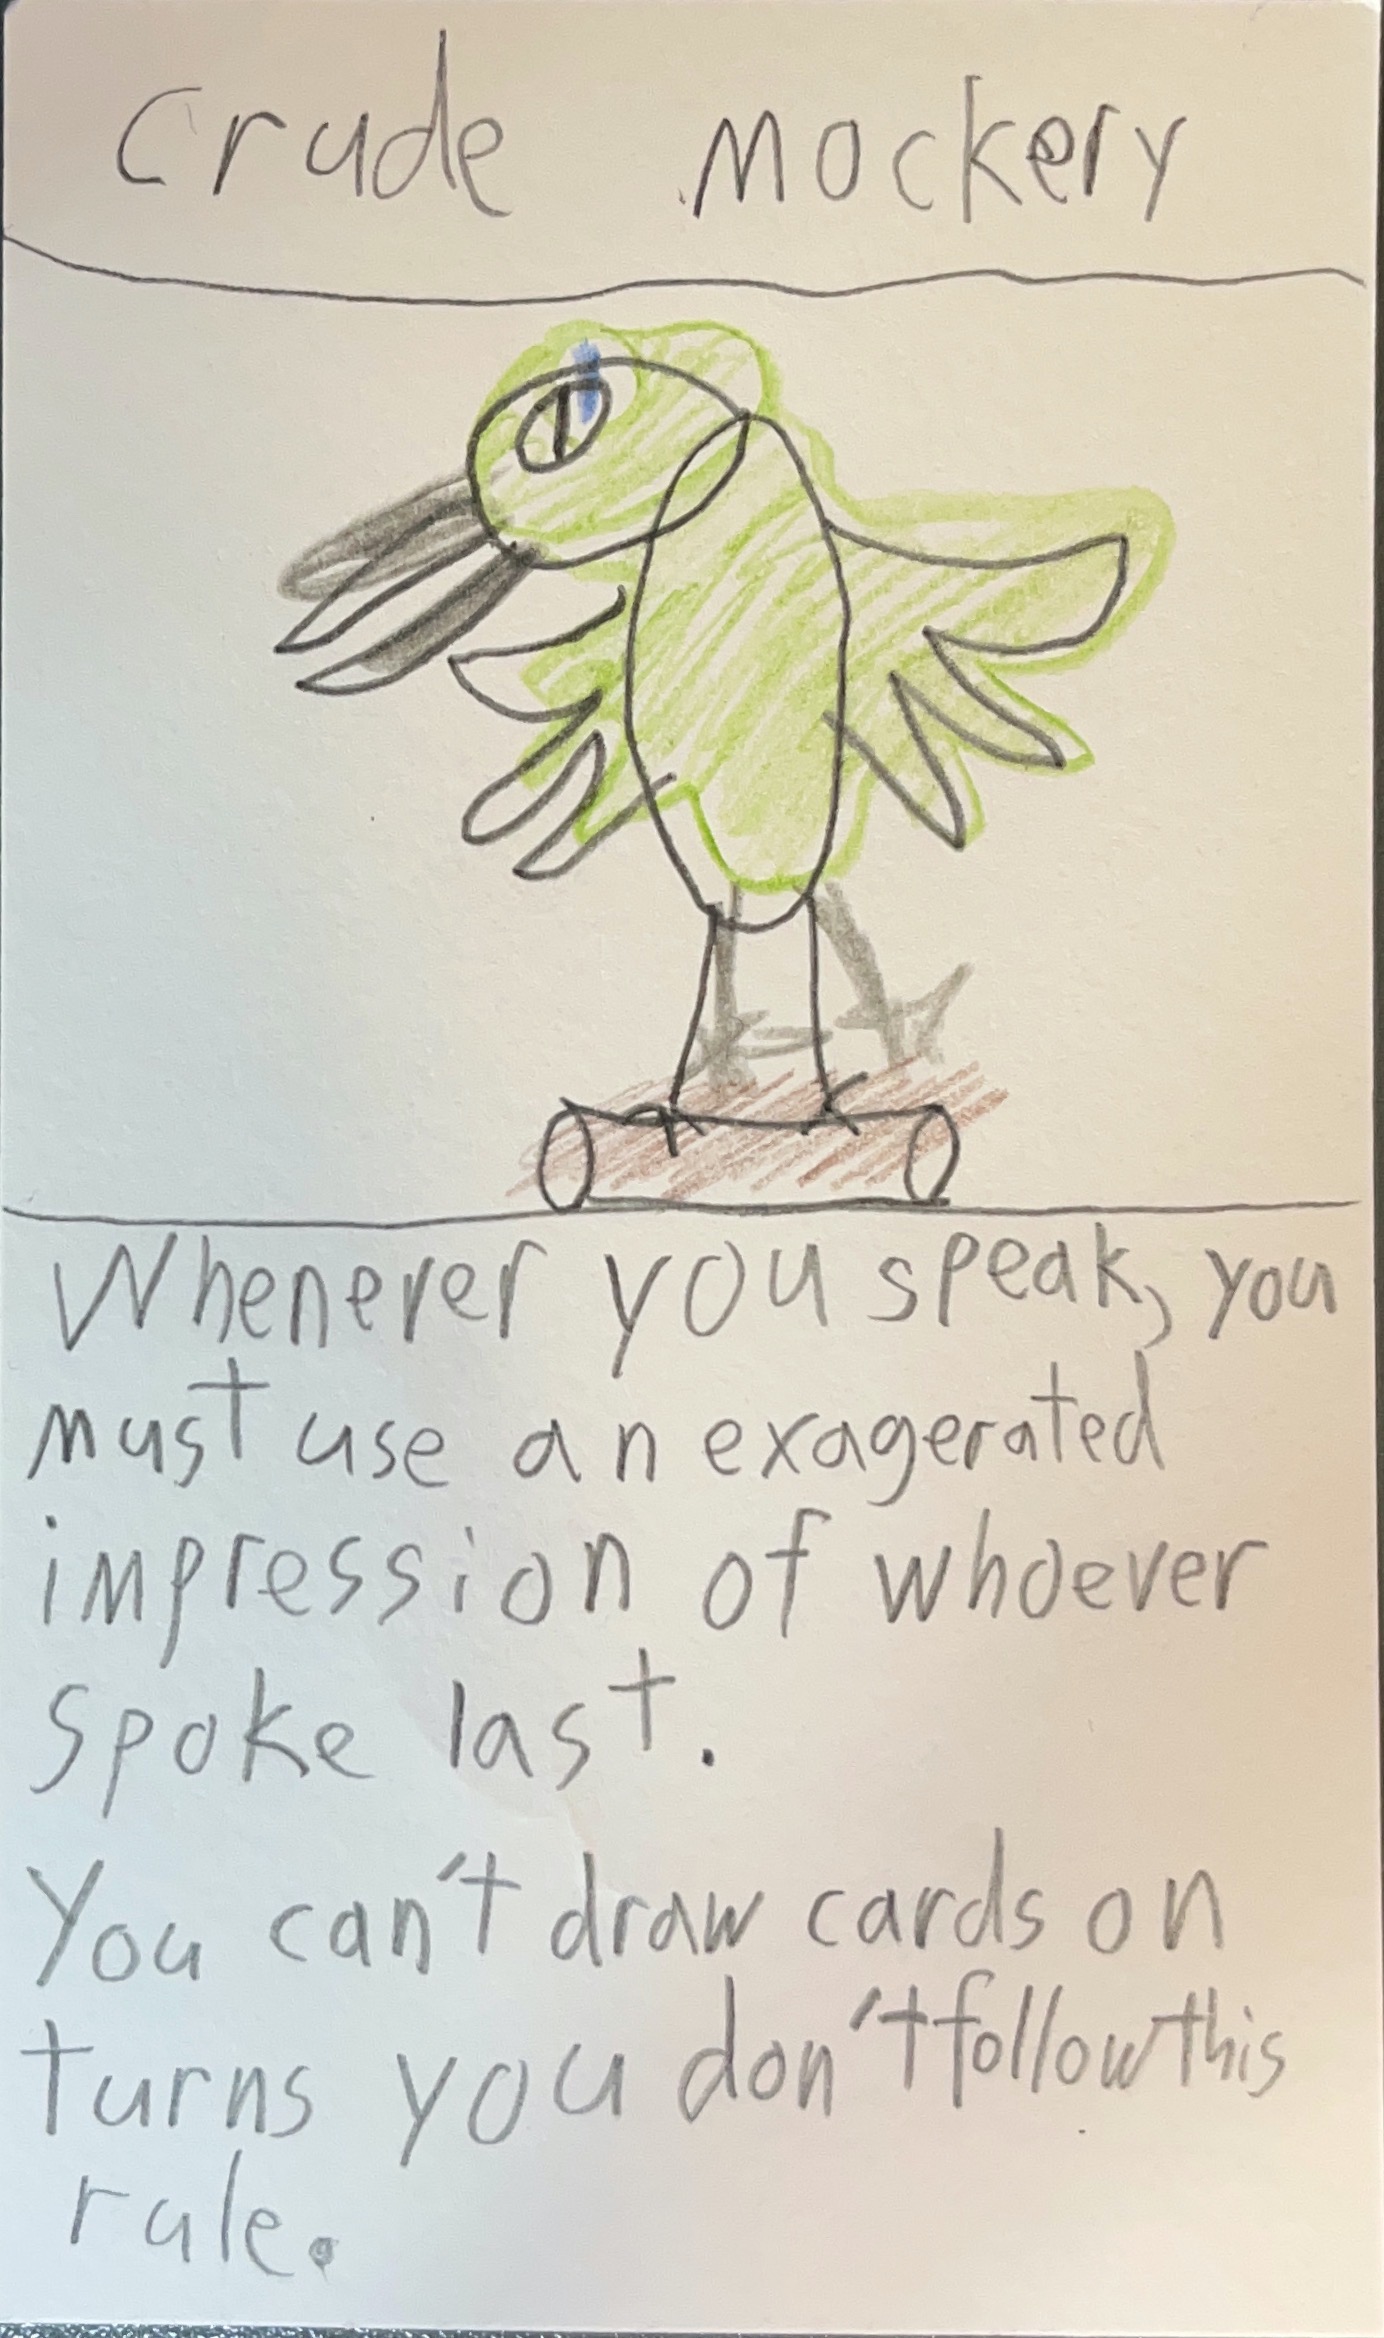 Crude Mockery
Whenever you speak, you
must use an exagerated
impression of whoever
spoke last.
You can't draw cards on
turns you don't follow this
rule.